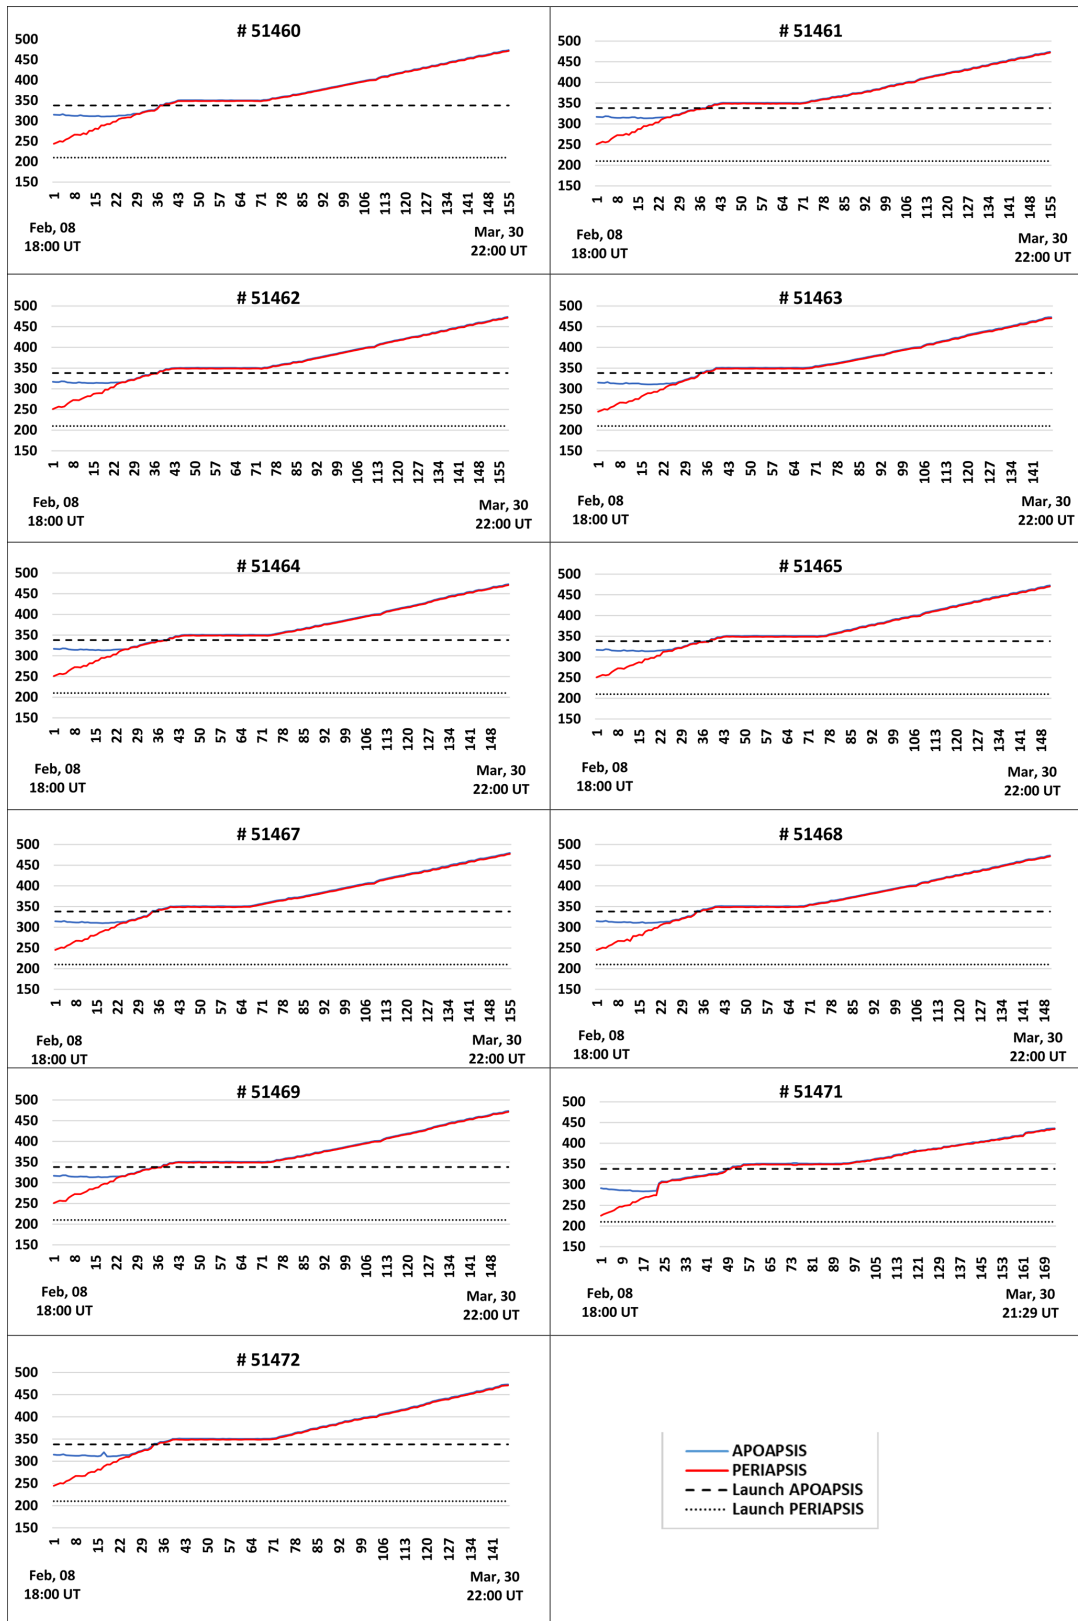 # 51460
500
450
400
350
300
250
200
150
1 8 15 22 29 36 43 50 57 64 71 78 85 92 99 106 113 120 127 134 141 148 155
Feb, 08
18:00 UT
Mar, 30
22:00 UT
# 51461
500
450
400
350
300
250
200
150
1 8 15 22 29 36 43 50 57 64 71 78 85 92 99 106 113 120 127 134 141 148 155
Feb, 08
18:00 UT
Mar, 30
22:00 UT
# 51462
500
450
400
350
300
250
200
150
1 8 15 22 29 36 43 50 57 64 71 78 85 92 99 106 113 120 127 134 141 148 155
Feb, 08
18:00 UT
Mar, 30
22:00 UT
# 51463
500
450
400
350
300
250
200
150
1 8 15 22 29 36 43 50 57 64 71 78 85 92 99 106 113 120 127 134 141
Feb, 08
18:00 UT
Mar, 30
22:00 UT
# 51464
500
450
400
350
300
250
200
150
1 8 15 22 29 36 43 50 57 64 71 78 85 92 99 106 113 120 127 134 141 148
Feb, 08
18:00 UT
Mar, 30
22:00 UT
# 51465
500
450
400
350
300
250
200
150
1 8 15 22 29 36 43 50 57 64 71 78 85 92 99 106 113 120 127 134 141 148
Feb, 08
18:00 UT
Mar, 30
22:00 UT
# 51467
500
450
400
350
300
250
200
150
1 8 15 22 29 36 43 50 57 64 71 78 85 92 99 106 113 120 127 134 141 148 155
Feb, 08
18:00 UT
Mar, 30
22:00 UT
# 51468
500
450
400
350
300
250
200
150
1 8 15 22 29 36 43 50 57 64 71 78 85 92 99 106 113 120 127 134 141 148
Feb, 08
18:00 UT
Mar, 30
22:00 UT
# 51469
500
450
400
350
300
250
200
150
1 8 15 22 29 36 43 50 57 64 71 78 85 92 99 106 113 120 127 134 141 148
Feb, 08
18:00 UT
Mar, 30
22:00 UT
# 51471
500
450
400
350
300
250
200
150
1 9 17 25 33 41 49 57 65 73 81 89 97 105 113 121 129 137 145 153 161 169
Feb, 08
18:00 UT
Mar, 30
21:29 UT
# 51472
500
450
400
350
300
250
200
150
1 8 15 22 29 36 43 50 57 64 71 78 85 92 99 106 113 120 127 134 141
Feb, 08
18:00 UT
Mar, 30
22:00 UT
APOAPSIS
PERIAPSIS
Launch APOAPSIS
Launch PERIAPSIS